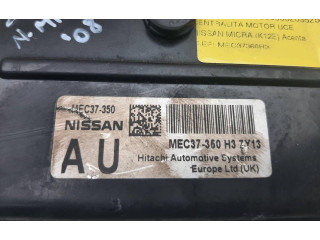 N. MI
'08
CENTRALITA MOTOR UCE
NISSAN MICRA (K12E) Acenta
MEC37-350
NISSAN
AU
MEC37-350 H3 7Y13
Hitachi Automotive Systems
Europe Ltd (UK)